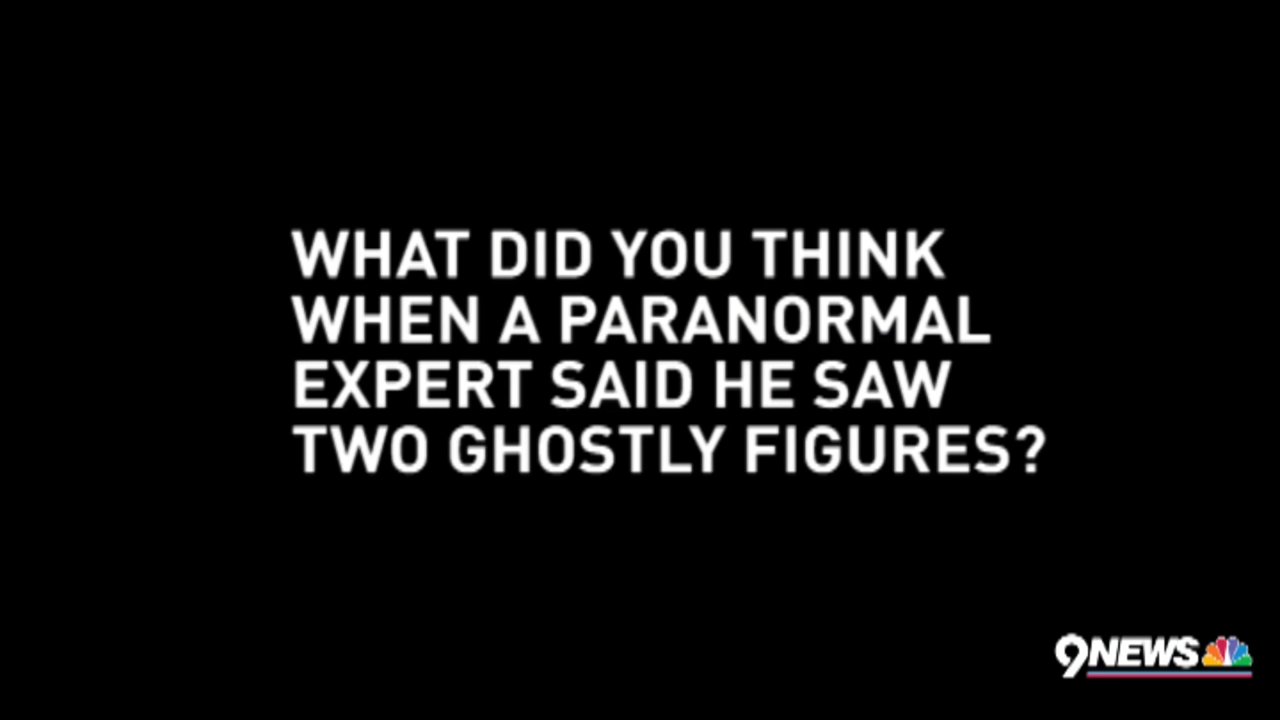 WHAT DID YOU THINK
WHEN A PARANORMAL
EXPERT SAID HE SAW
TWO GHOSTLY FIGURES?
9NEWS